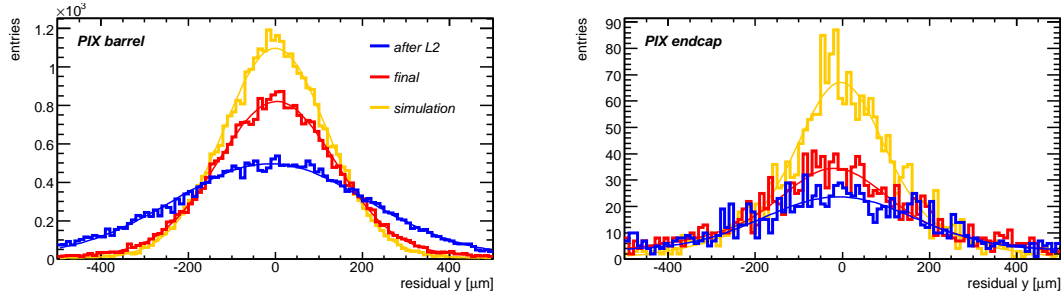 ×10³
entries
1.2
1
0.8
0.6
0.4
0.2
0
PIX barrel
after L2
final
simulation
-400 -200 0 200 400
residual y [μm]
entries
90
80
70
60
50
40
30
20
10
0
PIX endcap
-400 -200 0 200 400
residual y [μm]